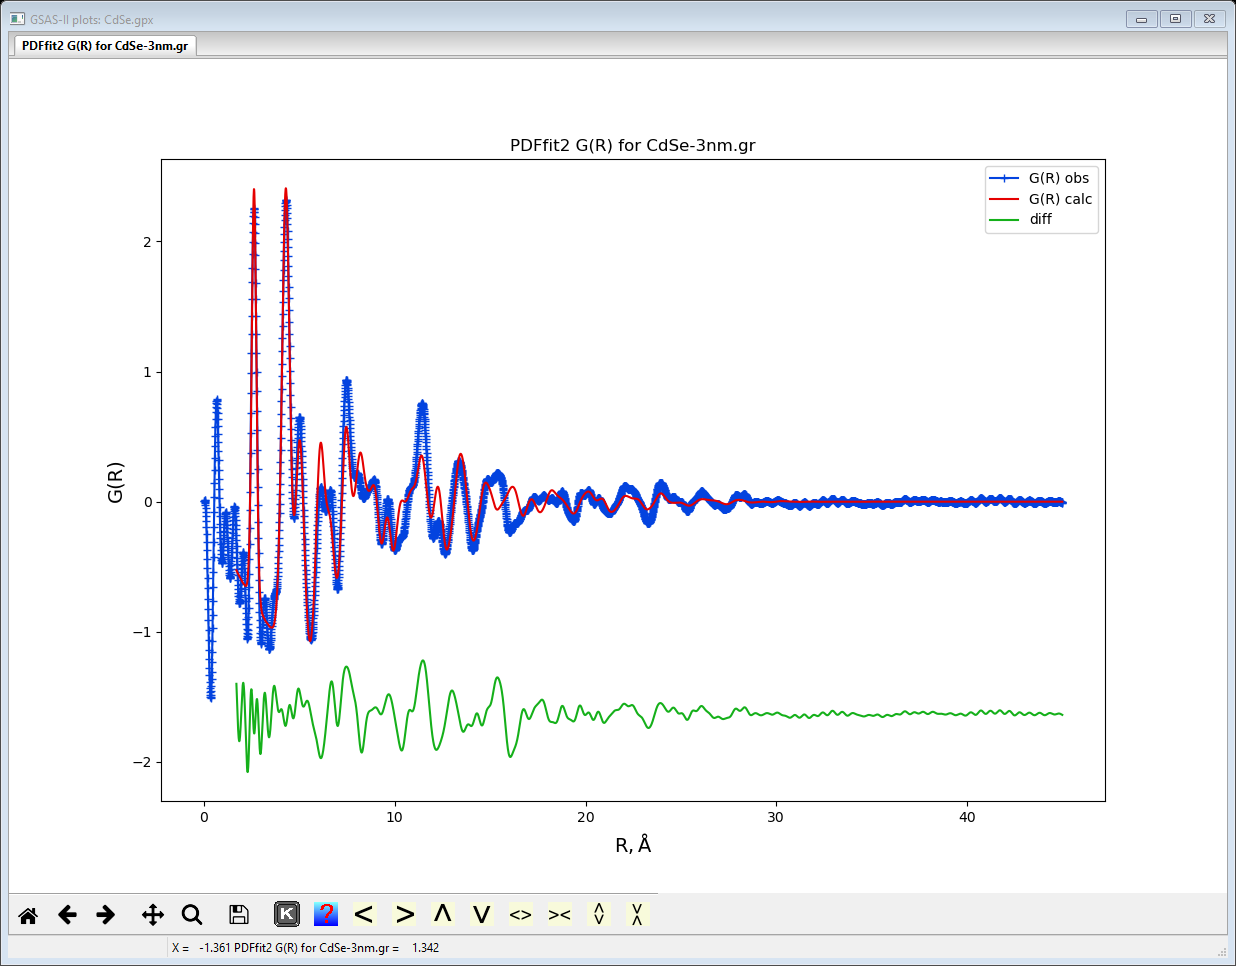 GSAS-II plots: CdSe.gpx
PDFfit2 G(R) for CdSe-3nm.gr
PDFfit2 G(R) for CdSe-3nm.gr
G(R) obs
G(R) calc
diff
2
1
0
−1
−2
G(R)
0 10 20 30 40
R, Å
K ? < > Λ V <> ><
X = -1.361 PDFfit2 G(R) for CdSe-3nm.gr = 1.342